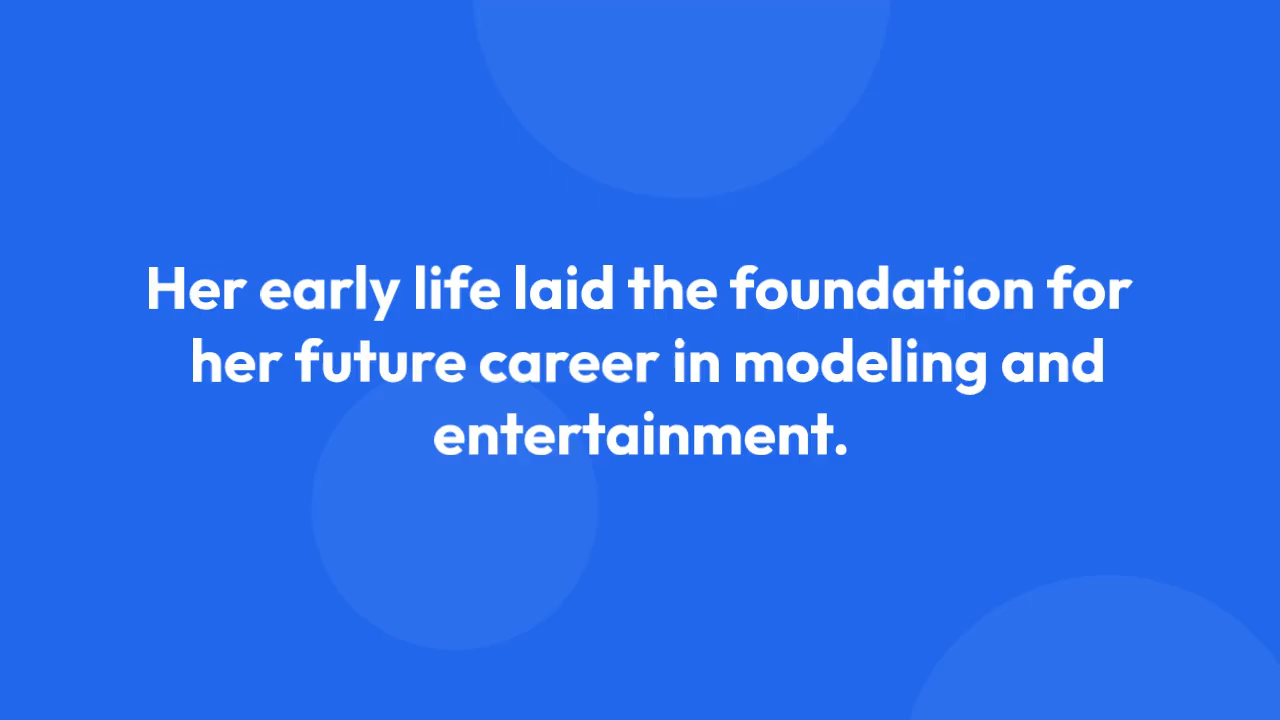 Her early life laid the foundation for
her future career in modeling and
entertainment.